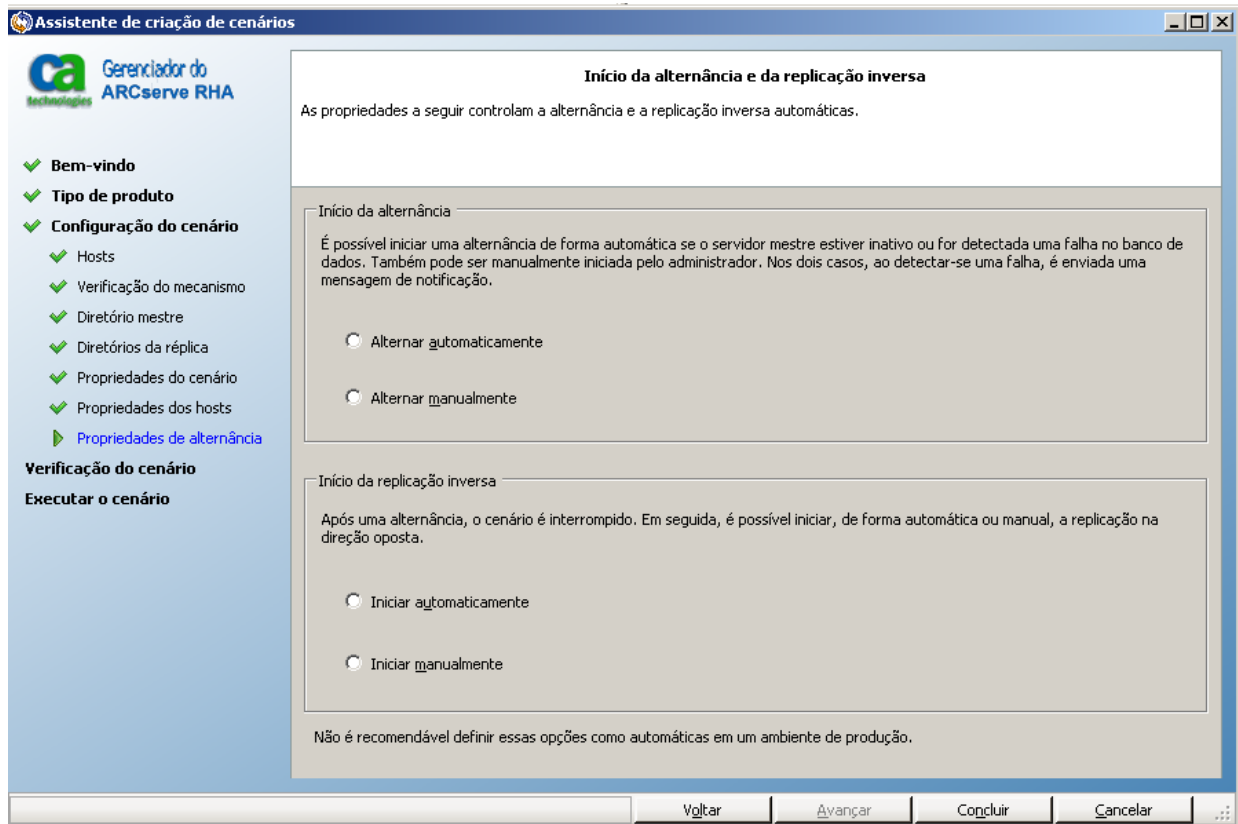 Assistente de criação de cenários
ca
technologies
Gerenciador do
ARCserve RHA
Bem-vindo
Tipo de produto
Configuração do cenário
Hosts
Verificação do mecanismo
Diretório mestre
Diretórios da réplica
Propriedades do cenário
Propriedades dos hosts
Propriedades de alternância
Verificação do cenário
Executar o cenário
Início da alternância e da replicação inversa
As propriedades a seguir controlam a alternância e a replicação inversa automáticas.
Início da alternância
É possível iniciar uma alternância de forma automática se o servidor mestre estiver inativo ou for detectada uma falha no banco de
dados. Também pode ser manualmente iniciada pelo administrador. Nos dois casos, ao detectar-se uma falha, é enviada uma
mensagem de notificação.
Alternar automaticamente
Alternar manualmente
Início da replicação inversa
Após uma alternância, o cenário é interrompido. Em seguida, é possível iniciar, de forma automática ou manual, a replicação na
direção oposta.
Iniciar automaticamente
Iniciar manualmente
Não é recomendável definir essas opções como automáticas em um ambiente de produção.
Voltar
Avançar
Concluir
Cancelar